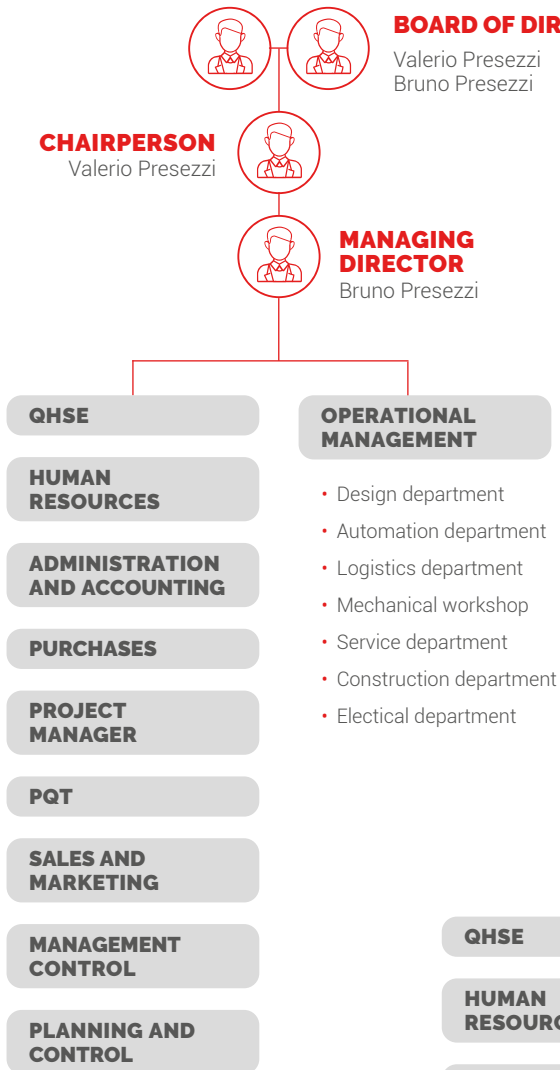 BOARD OF DIR
Valerio Presezzi
Bruno Presezzi
CHAIRPERSON
Valerio Presezzi
MANAGING
DIRECTOR
Bruno Presezzi
QHSE
HUMAN
RESOURCES
ADMINISTRATION
AND ACCOUNTING
PURCHASES
PROJECT
MANAGER
PQT
SALES AND
MARKETING
MANAGEMENT
CONTROL
PLANNING AND
CONTROL
OPERATIONAL
MANAGEMENT
• Design department
• Automation department
• Logistics department
• Mechanical workshop
• Service department
• Construction department
• Electical department
QHSE
HUMAN
RESOURC